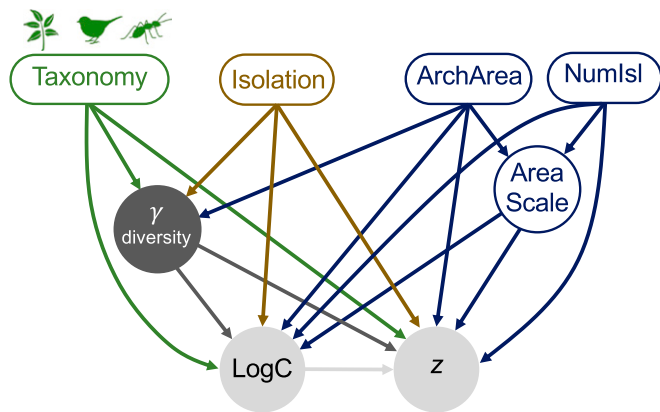 Taxonomy
Isolation
ArchArea
NumIsl
Area
Scale
γ
diversity
LogC
z